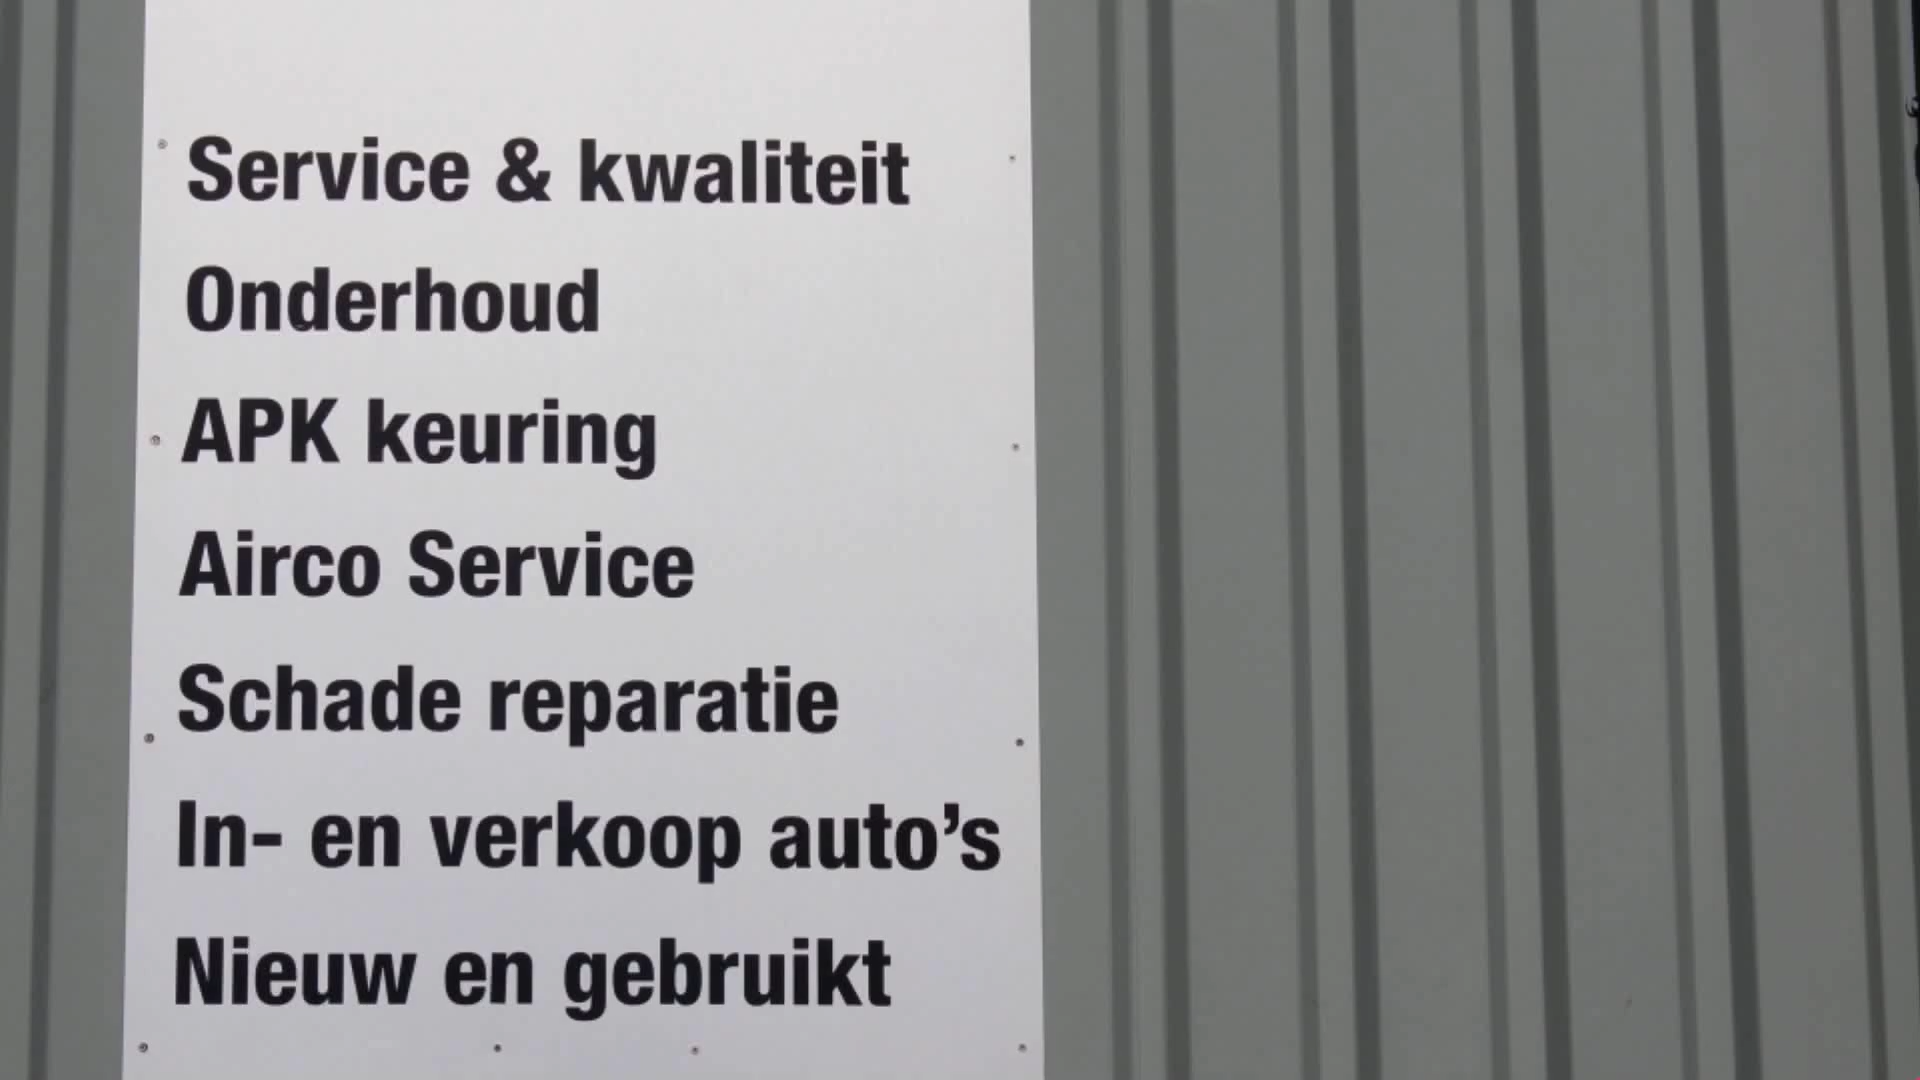 Service & kwaliteit
Onderhoud
APK keuring
Airco Service
Schade reparatie
In- en verkoop auto’s
Nieuw en gebruikt